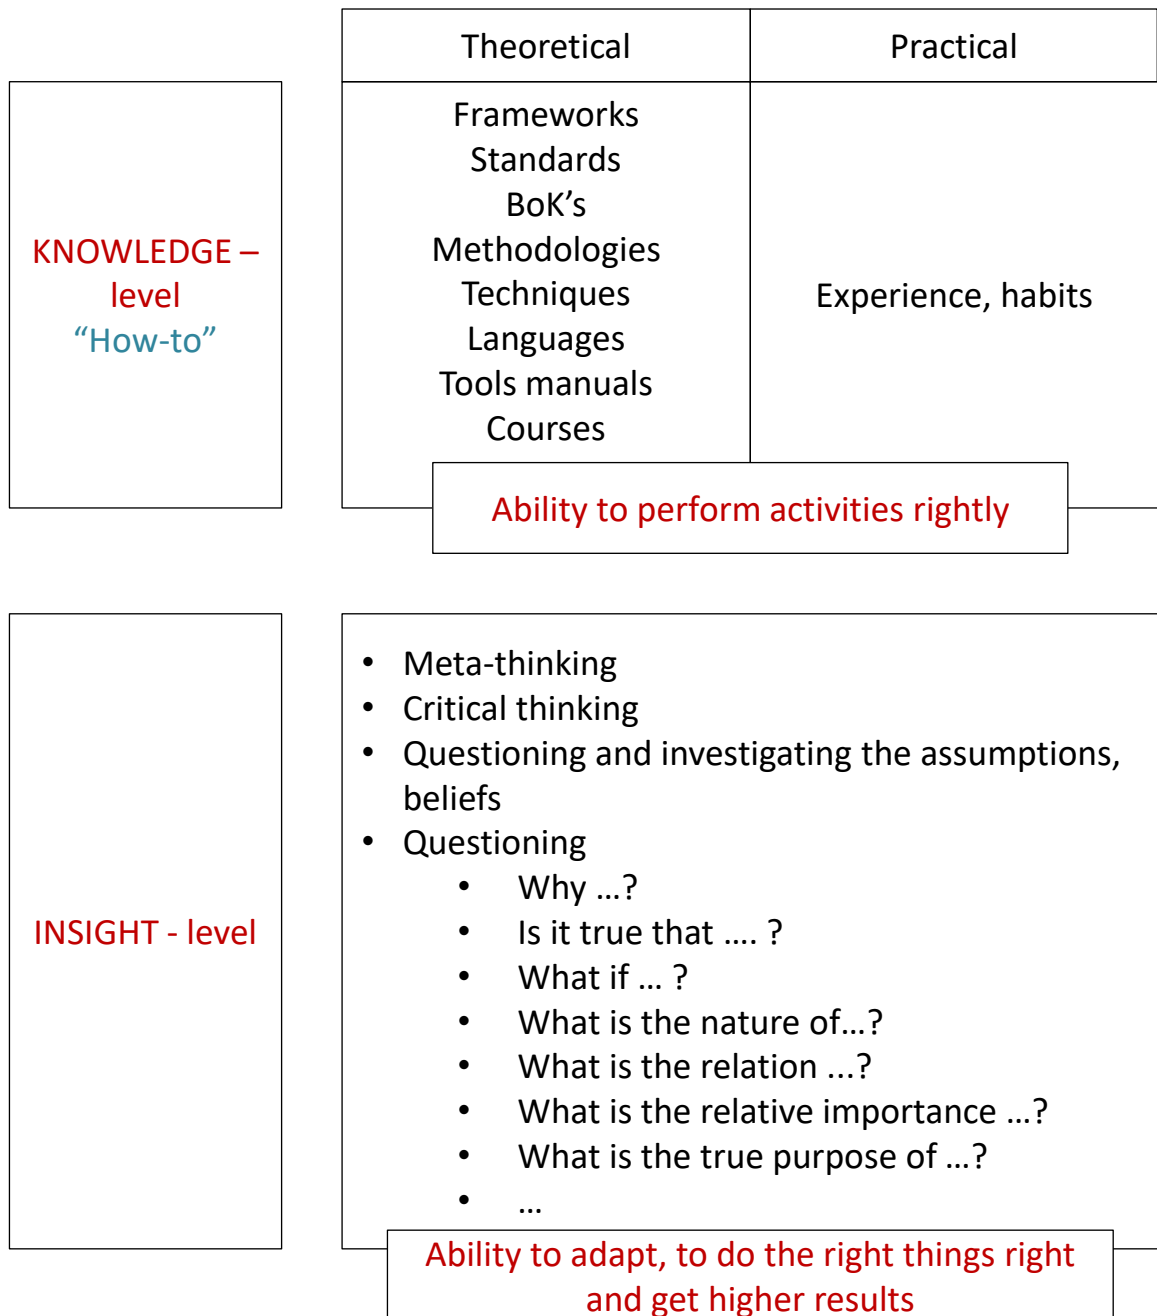 Theoretical
Practical
KNOWLEDGE –
level
“How-to”
Frameworks
Standards
BoK’s
Methodologies
Techniques
Languages
Tools manuals
Courses
Experience, habits
Ability to perform activities rightly
INSIGHT - level
• Meta-thinking
• Critical thinking
• Questioning and investigating the assumptions,
beliefs
• Questioning
• Why …?
• Is it true that …. ?
• What if … ?
• What is the nature of…?
• What is the relation ...?
• What is the relative importance …?
• What is the true purpose of …?
• …
Ability to adapt, to do the right things right
and get higher results